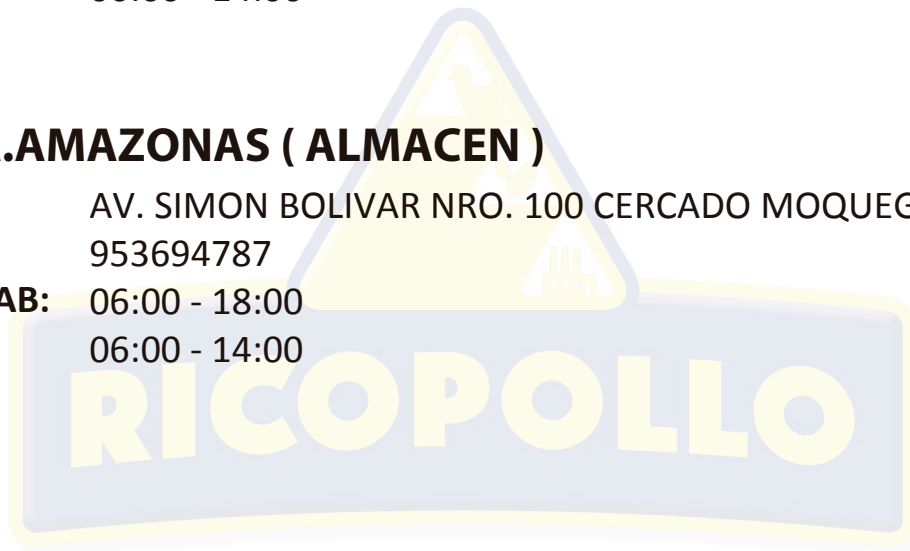 .AMAZONAS ( ALMACEN )
AV. SIMON BOLIVAR NRO. 100 CERCADO MOQUEG
953694787
AB: 06:00 - 18:00
06:00 - 14:00
RICOPOLLO